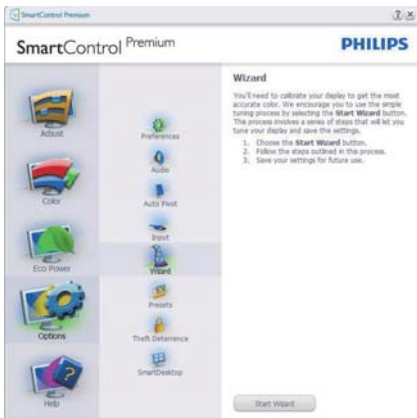 SmartControl Premium
SmartControl Premium
PHILIPS
Adjust
Color
Eco Power
Options
Help
Preferences
Audio
Auto Pivot
Input
Wizard
Presets
Theft Deterrence
SmartDesktop
Wizard
You'll need to calibrate your display to get the most
accurate color. We encourage you to use the simple
tuning process by selecting the Start Wizard button.
This process involves a series of steps that will let you
tune your display and save the settings.
1. Choose the Start Wizard button.
2. Follow the steps outlined in this process.
3. Save your settings for future use.
Start Wizard